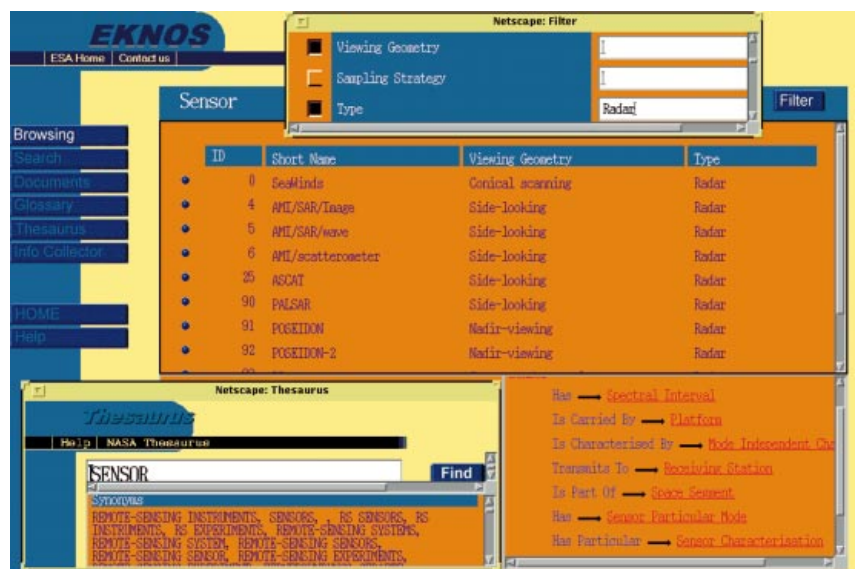 EKNOS
ESA Home | Contact us |
Netscape: Filter
Viewing Geometry
Sampling Strategy
Type Radar
Sensor
Filter
Browsing
Search
Documents
Glossary
Thesaurus
Info Collector
HOME
Help
ID Short Name Viewing Geometry Type
0 SeaWinds Conical scanning Radar
4 AMI/SAR/Image Side-looking Radar
5 AMI/SAR/wave Side-looking Radar
6 AMI/scatterometer Side-looking Radar
25 ASCAT Side-looking Radar
90 PALSAR Side-looking Radar
91 POSEIDON Nadir-viewing Radar
92 POSEIDON-2 Nadir-viewing Radar
Netscape: Thesaurus
Thesaurus
Help | NASA Thesaurus
SENSOR
Find
Synonyms
REMOTE-SENSING INSTRUMENTS, SENSORS, , RS SENSORS, RS
INSTRUMENTS, RS EXPERIMENTS, REMOTE-SENSING SYSTEMS,
REMOTE-SENSING SYSTEM, REMOTE-SENSING SENSORS,
REMOTE-SENSING SENSOR, REMOTE-SENSING EXPERIMENTS,
Has → Spectral Interval
Is Carried By → Platform
Is Characterised By → Mode Independent Cha
Transmits To → Receiving Station
Is Part Of → Space Segment
Has → Sensor Particular Mode
Has Particular → Sensor Characterisation